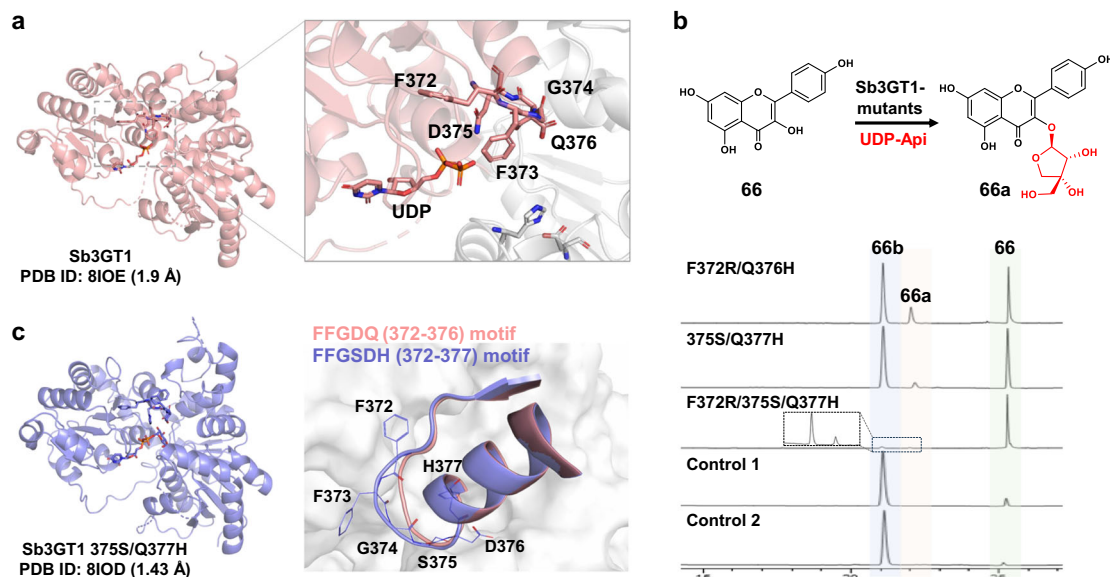 a
F372
G374
D375
Q376
F373
UDP
Sb3GT1
PDB ID: 8IOE (1.9 Å)
b
OH
HO
O
OH
OH
O
66
Sb3GT1-
mutants
UDP-Api
OH
HO
O
O
OH
O
OH
O
HO
OH
66a
66b
66a
66
F372R/Q376H
375S/Q377H
F372R/375S/Q377H
Control 1
Control 2
c
FFGDQ (372-376) motif
FFGSDH (372-377) motif
F372
H377
F373
G374
D376
S375
Sb3GT1 375S/Q377H
PDB ID: 8IOD (1.43 Å)